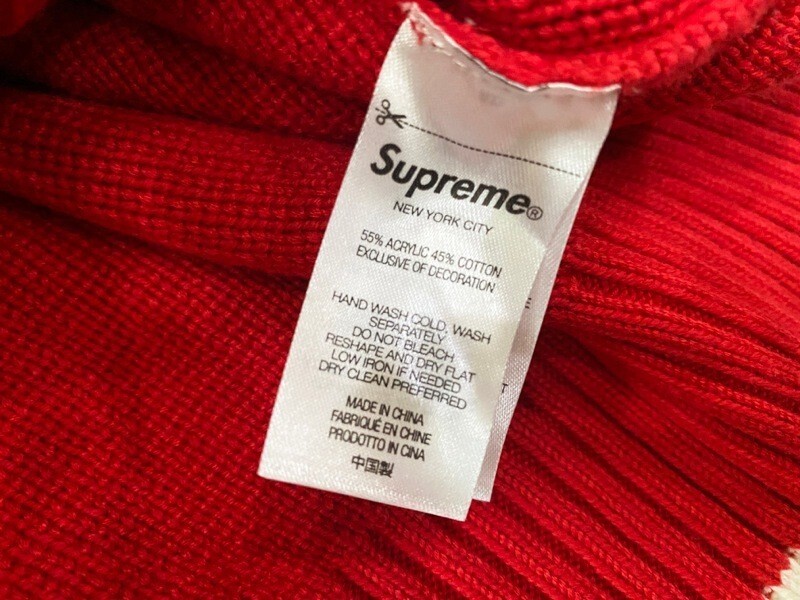 Supreme®
NEW YORK CITY
55% ACRYLIC 45% COTTON
EXCLUSIVE OF DECORATION
HAND WASH COLD, WASH
SEPARATELY
DO NOT BLEACH
RESHAPE AND DRY FLAT
LOW IRON IF NEEDED
DRY CLEAN PREFERRED
MADE IN CHINA
FABRIQUÉ EN CHINE
PRODOTTO IN CINA
中国製